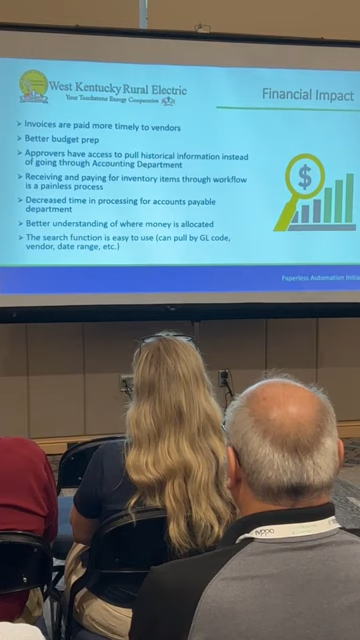 West Kentucky Rural Electric
Your Touchstone Energy Cooperative
Financial Impact
➤ Invoices are paid more timely to vendors
➤ Better budget prep
➤ Approvers have access to pull historical information instead
of going through Accounting Department
➤ Receiving and paying for inventory items through workflow
is a painless process
➤ Decreased time in processing for accounts payable
department
➤ Better understanding of where money is allocated
➤ The search function is easy to use (can pull by GL code,
vendor, date range, etc.)
$
Paperless Automation Initia